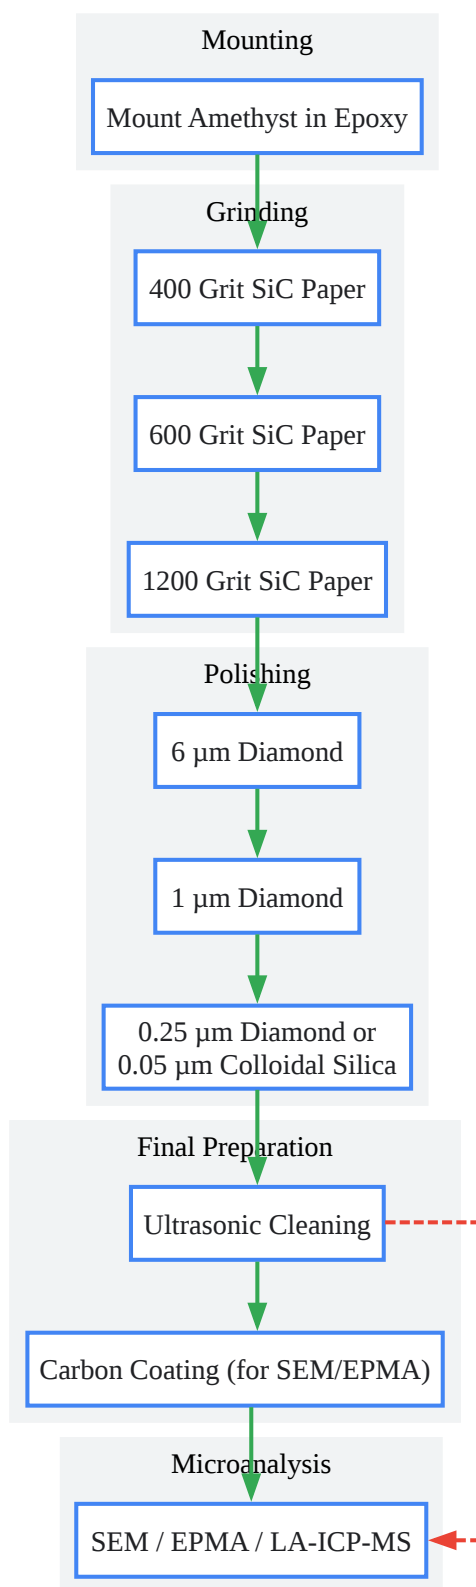 Mounting
Mount Amethyst in Epoxy
Grinding
400 Grit SiC Paper
600 Grit SiC Paper
1200 Grit SiC Paper
Polishing
6 µm Diamond
1 µm Diamond
0.25 µm Diamond or
0.05 µm Colloidal Silica
Final Preparation
Ultrasonic Cleaning
Carbon Coating (for SEM/EPMA)
Microanalysis
SEM / EPMA / LA-ICP-MS